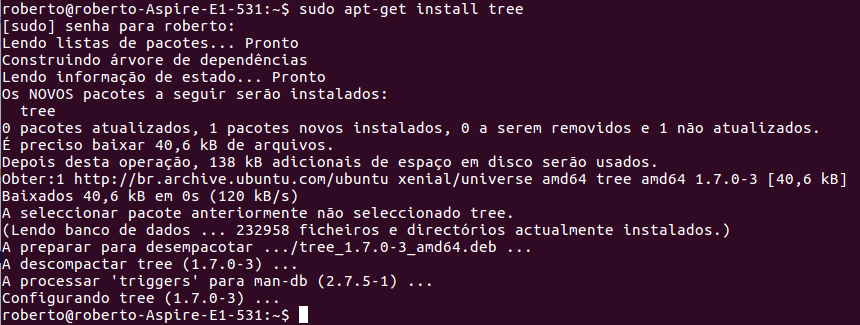 roberto@roberto-Aspire-E1-531:~$ sudo apt-get install tree
[sudo] senha para roberto:
Lendo listas de pacotes... Pronto
Construindo árvore de dependências
Lendo informação de estado... Pronto
Os NOVOS pacotes a seguir serão instalados:
  tree
0 pacotes atualizados, 1 pacotes novos instalados, 0 a serem removidos e 1 não atualizados.
É preciso baixar 40,6 kB de arquivos.
Depois desta operação, 138 kB adicionais de espaço em disco serão usados.
Obter:1 http://br.archive.ubuntu.com/ubuntu xenial/universe amd64 tree amd64 1.7.0-3 [40,6 kB]
Baixados 40,6 kB em 0s (120 kB/s)
A seleccionar pacote anteriormente não seleccionado tree.
(Lendo banco de dados ... 232958 ficheiros e directórios actualmente instalados.)
A preparar para desempacotar .../tree_1.7.0-3_amd64.deb ...
A descompactar tree (1.7.0-3) ...
A processar 'triggers' para man-db (2.7.5-1) ...
Configurando tree (1.7.0-3) ...
roberto@roberto-Aspire-E1-531:~$